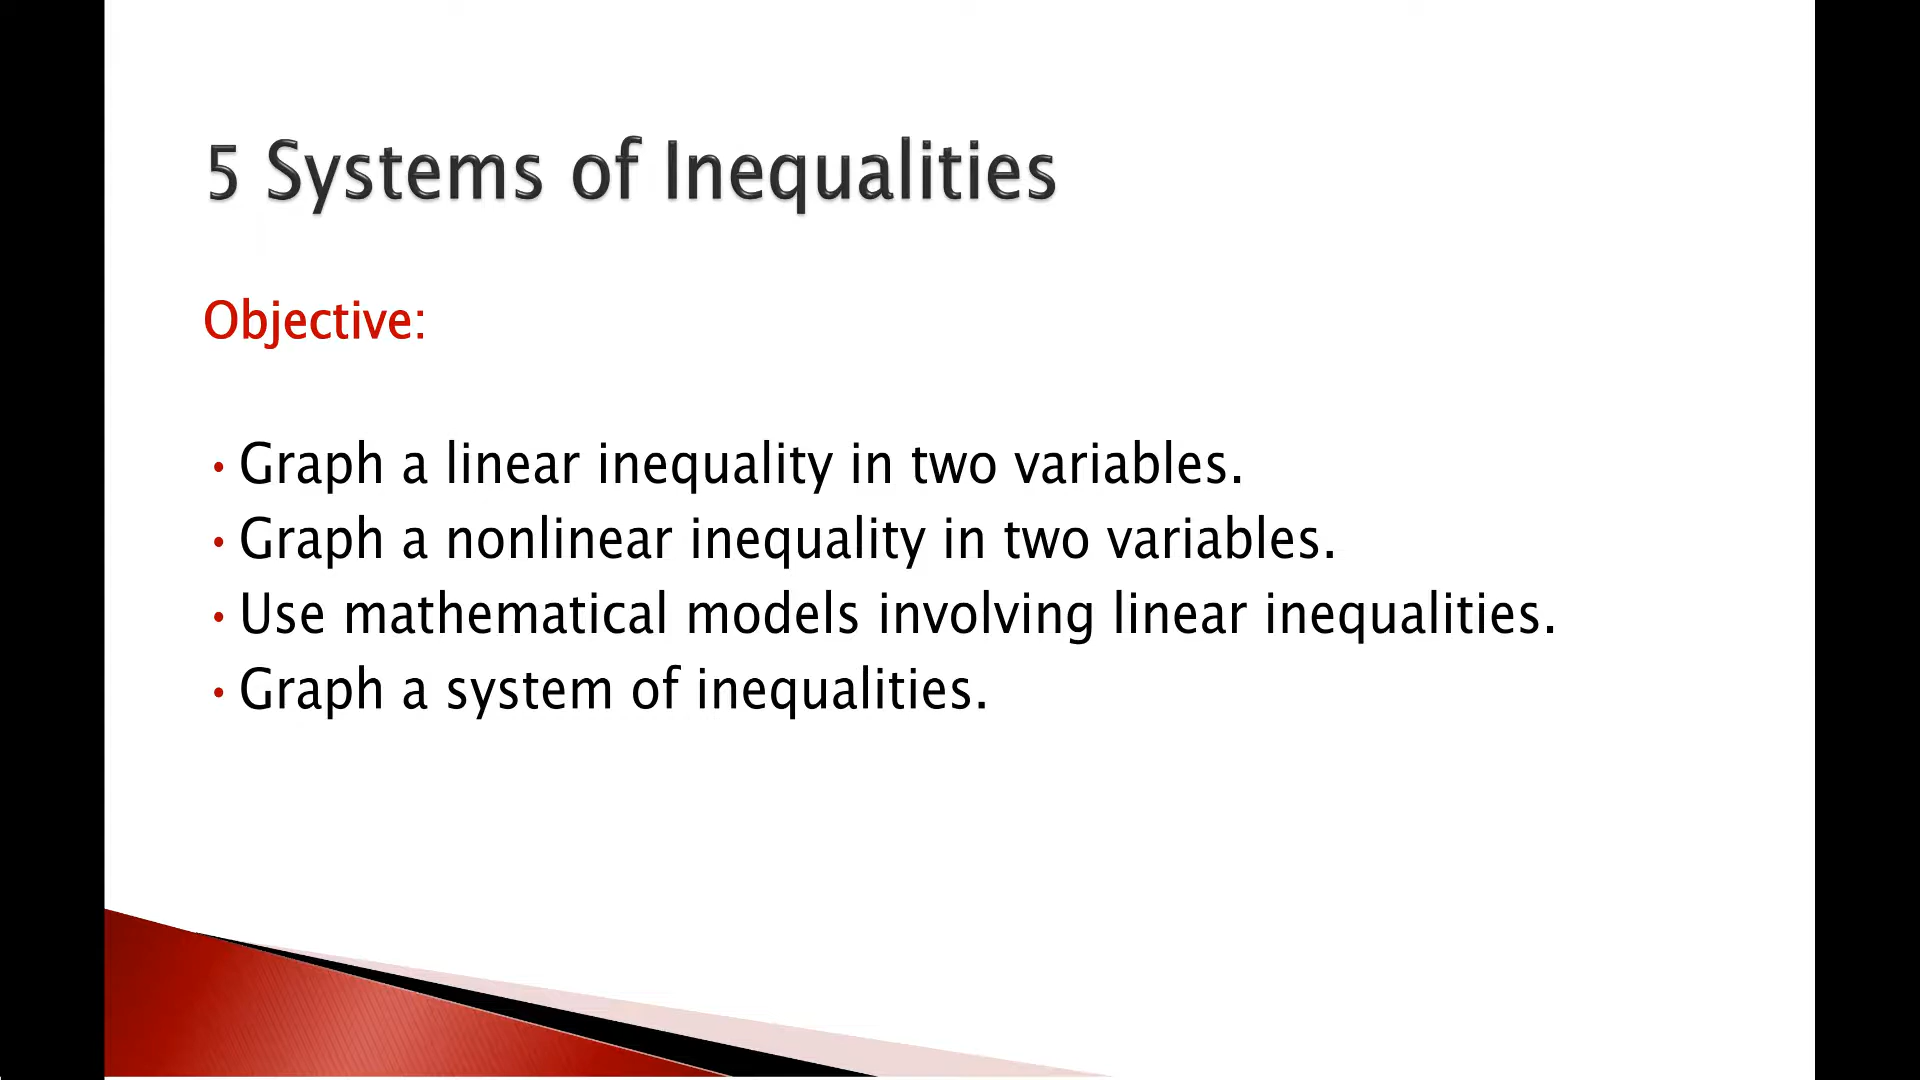 5 Systems of Inequalities
Objective:
• Graph a linear inequality in two variables.
• Graph a nonlinear inequality in two variables.
• Use mathematical models involving linear inequalities.
• Graph a system of inequalities.